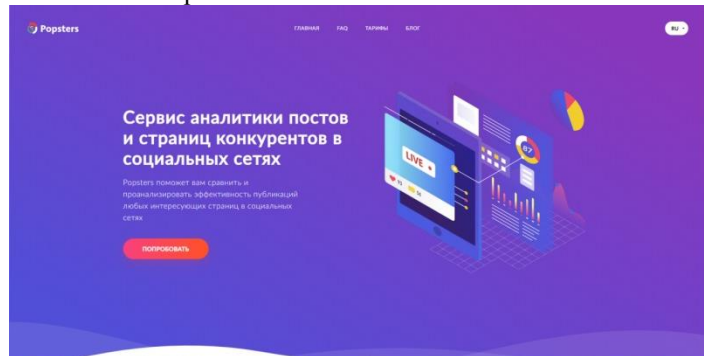 Popsters
ГЛАВНАЯ FAQ ТАРИФЫ БЛОГ
RU
Сервис аналитики постов
и страниц конкурентов в
социальных сетях
Popsters поможет вам сравнить и
проанализировать эффективность публикаций
любых интересующих страниц в социальных
сетях
ПОПРОБОВАТЬ
LIVE
87